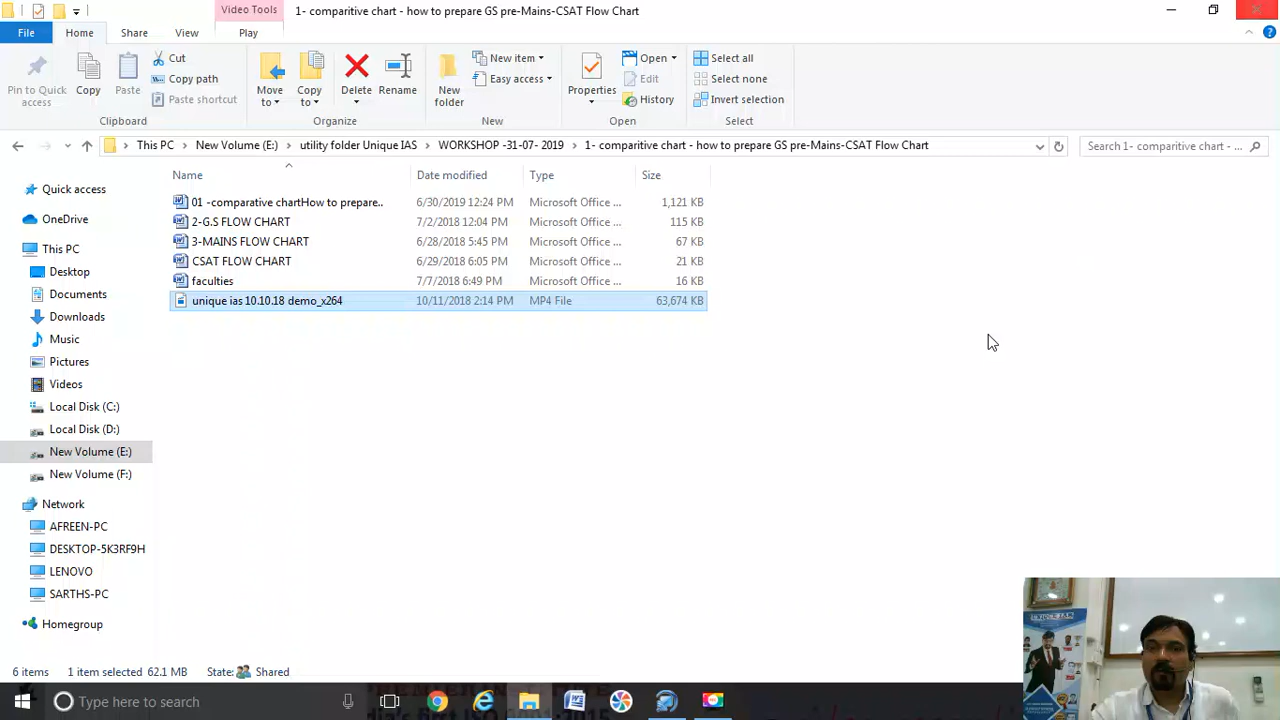 Video Tools
1- comparitive chart - how to prepare GS pre-Mains-CSAT Flow Chart
File Home Share View Play
Pin to Quick access
Copy
Paste
Cut
Copy path
Paste shortcut
Move to
Copy to
Delete
Rename
New folder
New item
Easy access
Properties
Open
Edit
History
Select all
Select none
Invert selection
Clipboard Organize New Open Select
This PC New Volume (E:) utility folder Unique IAS WORKSHOP -31-07- 2019 1- comparitive chart - how to prepare GS pre-Mains-CSAT Flow Chart
Search 1- comparitive chart - ...
Name Date modified Type Size
01 -comparative chartHow to prepare.. 6/30/2019 12:24 PM Microsoft Office ... 1,121 KB
2-G.S FLOW CHART 7/2/2018 12:04 PM Microsoft Office ... 115 KB
3-MAINS FLOW CHART 6/28/2018 5:45 PM Microsoft Office ... 67 KB
CSAT FLOW CHART 6/29/2018 6:05 PM Microsoft Office ... 21 KB
faculties 7/7/2018 6:49 PM Microsoft Office ... 16 KB
unique ias 10.10.18 demo_x264 10/11/2018 2:14 PM MP4 File 63,674 KB
Quick access
OneDrive
This PC
Desktop
Documents
Downloads
Music
Pictures
Videos
Local Disk (C:)
Local Disk (D:)
New Volume (E:)
New Volume (F:)
Network
AFREEN-PC
DESKTOP-5K3RF9H
LENOVO
SARTHS-PC
Homegroup
6 items 1 item selected 62.1 MB State: Shared
Type here to search